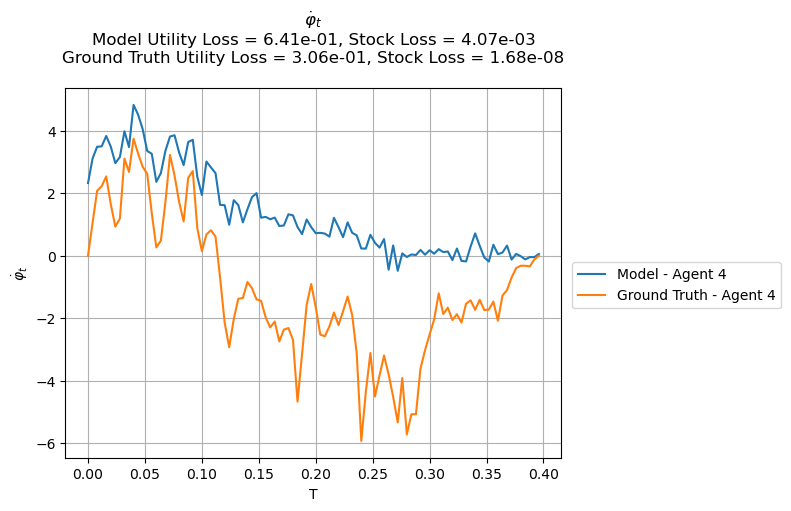 φ̇_t
Model Utility Loss = 6.41e-01, Stock Loss = 4.07e-03
Ground Truth Utility Loss = 3.06e-01, Stock Loss = 1.68e-08
4
2
0
−2
−4
−6
φ̇_t
0.00 0.05 0.10 0.15 0.20 0.25 0.30 0.35 0.40
T
Model - Agent 4
Ground Truth - Agent 4